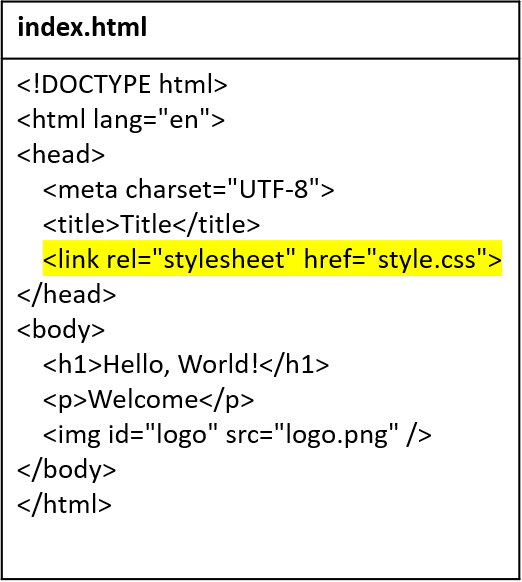 index.html
<!DOCTYPE html>
<html lang="en">
<head>
<meta charset="UTF-8">
<title>Title</title>
<link rel="stylesheet" href="style.css">
</head>
<body>
<h1>Hello, World!</h1>
<p>Welcome</p>
<img id="logo" src="logo.png" />
</body>
</html>